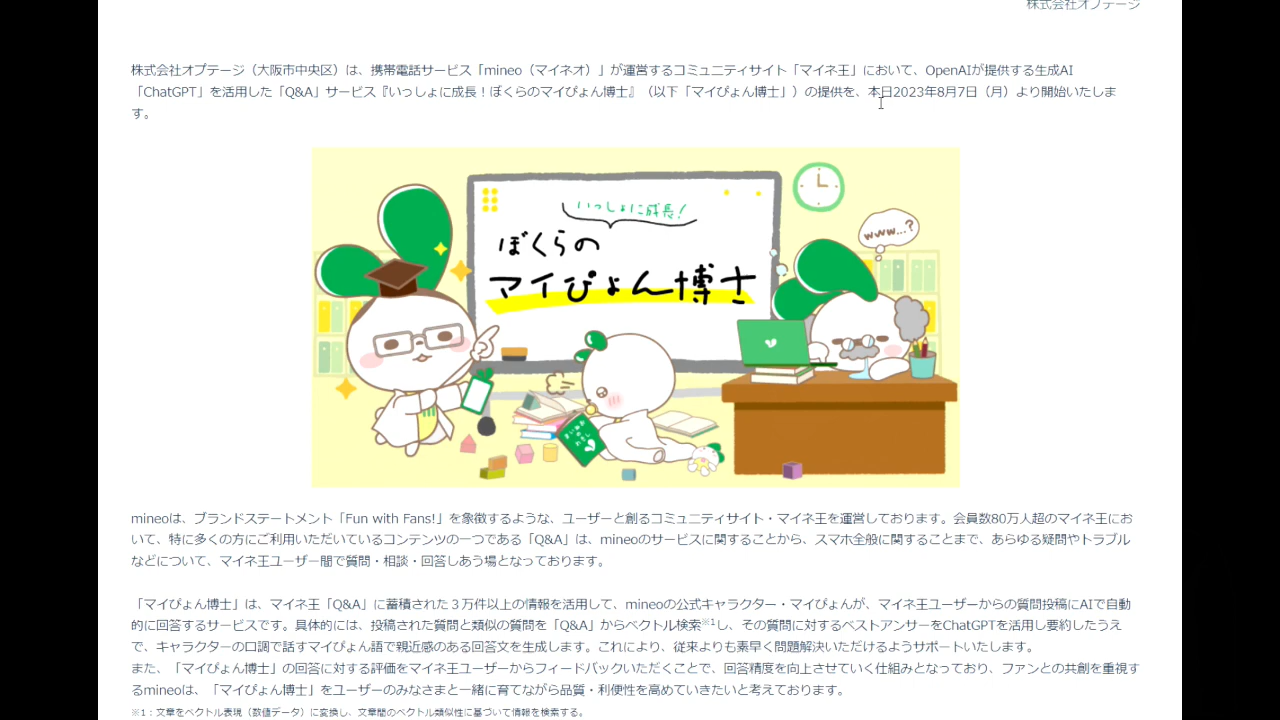 株式会社オプテージ
株式会社オプテージ（大阪市中央区）は、携帯電話サービス「mineo（マイネオ）」が運営するコミュニティサイト「マイネ王」において、OpenAIが提供する生成AI
「ChatGPT」を活用した「Q&A」サービス『いっしょに成長！ぼくらのマイぴょん博士』（以下「マイぴょん博士」）の提供を、本日2023年8月7日（月）より開始いたしま
す。
いっしょに成長!
ぼくらの
マイぴょん博士
www...?
mineoは、ブランドステートメント「Fun with Fans!」を象徴するような、ユーザーと創るコミュニティサイト・マイネ王を運営しております。会員数80万人超のマイネ王にお
いて、特に多くの方にご利用いただいているコンテンツの一つである「Q&A」は、mineoのサービスに関することから、スマホ全般に関することまで、あらゆる疑問やトラブル
などについて、マイネ王ユーザー間で質問・相談・回答しあう場となっております。
「マイぴょん博士」は、マイネ王「Q&A」に蓄積された３万件以上の情報を活用して、mineoの公式キャラクター・マイぴょんが、マイネ王ユーザーからの質問投稿にAIで自動
的に回答するサービスです。具体的には、投稿された質問と類似の質問を「Q&A」からベクトル検索※1し、その質問に対するベストアンサーをChatGPTを活用し要約したうえ
で、キャラクターの口調で話すマイぴょん語で親近感のある回答文を生成します。これにより、従来よりも素早く問題解決いただけるようサポートいたします。
また、「マイぴょん博士」の回答に対する評価をマイネ王ユーザーからフィードバックいただくことで、回答精度を向上させていく仕組みとなっており、ファンとの共創を重視す
るmineoは、「マイぴょん博士」をユーザーのみなさまと一緒に育てながら品質・利便性を高めていきたいと考えております。
※1：文章をベクトル表現（数値データ）に変換し、文章間のベクトル類似性に基づいて情報を検索する。